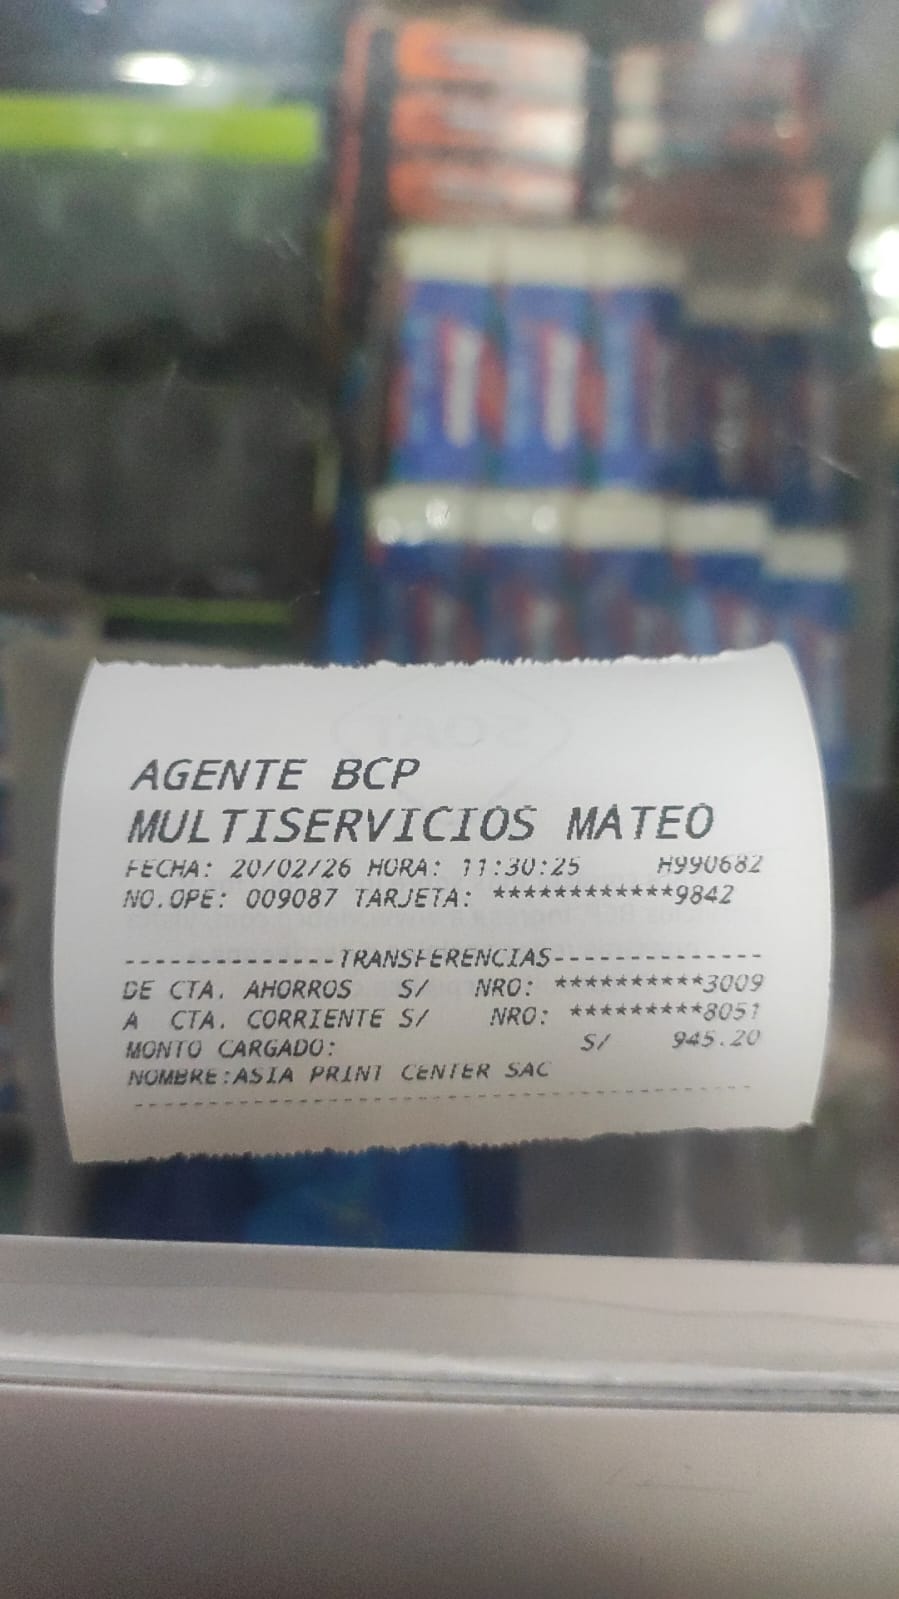 AGENTE BCP
MULTISERVICIOS MATEO
FECHA: 20/02/26 HORA: 11:30:25 H990682
NO.OPE: 009087 TARJETA: ************9842
--------------TRANSFERENCIAS--------------
DE CTA. AHORROS S/ NRO: **********3009
A CTA. CORRIENTE S/ NRO: *********8051
MONTO CARGADO: S/ 945.20
NOMBRE:ASIA PRINT CENTER SAC